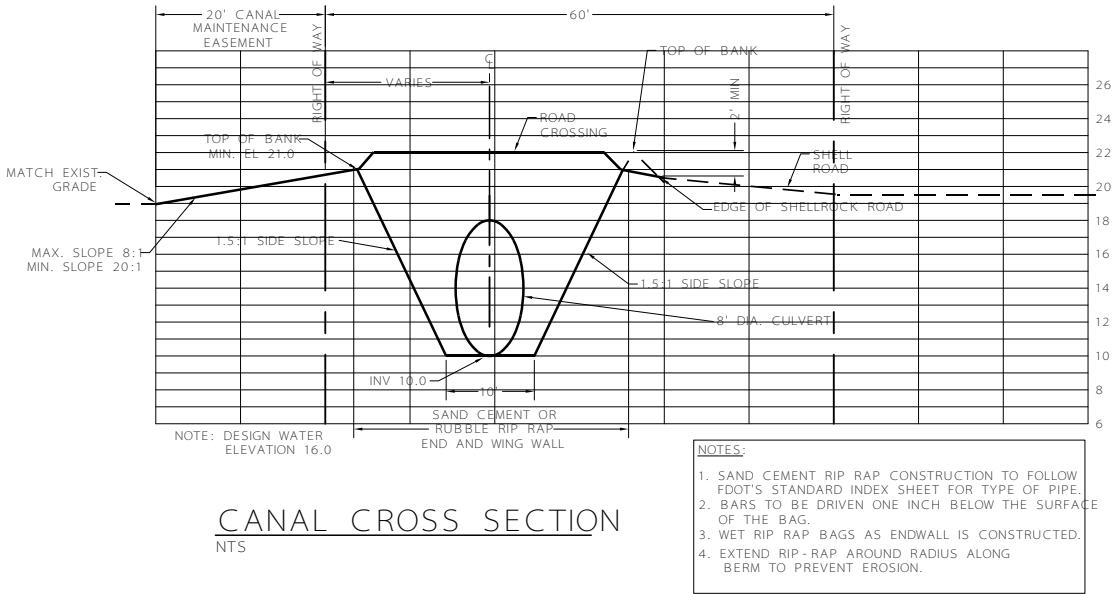 20' CANAL
MAINTENANCE
EASEMENT
60'
RIGHT OF WAY
RIGHT OF WAY
CL
VARIES
TOP OF BANK
2' MIN
ROAD
CROSSING
TOP OF BANK
MIN. EL 21.0
SHELL
ROAD
MATCH EXIST.
GRADE
EDGE OF SHELLROCK ROAD
MAX. SLOPE 8:1
MIN. SLOPE 20:1
1.5:1 SIDE SLOPE
1.5:1 SIDE SLOPE
8' DIA. CULVERT
INV 10.0
10'
SAND CEMENT OR
RUBBLE RIP RAP
END AND WING WALL
26
24
22
20
18
16
14
12
10
8
6
NOTE: DESIGN WATER
ELEVATION 16.0
CANAL CROSS SECTION
NTS
NOTES:
1. SAND CEMENT RIP RAP CONSTRUCTION TO FOLLOW
FDOT'S STANDARD INDEX SHEET FOR TYPE OF PIPE.
2. BARS TO BE DRIVEN ONE INCH BELOW THE SURFACE
OF THE BAG.
3. WET RIP RAP BAGS AS ENDWALL IS CONSTRUCTED.
4. EXTEND RIP-RAP AROUND RADIUS ALONG
BERM TO PREVENT EROSION.